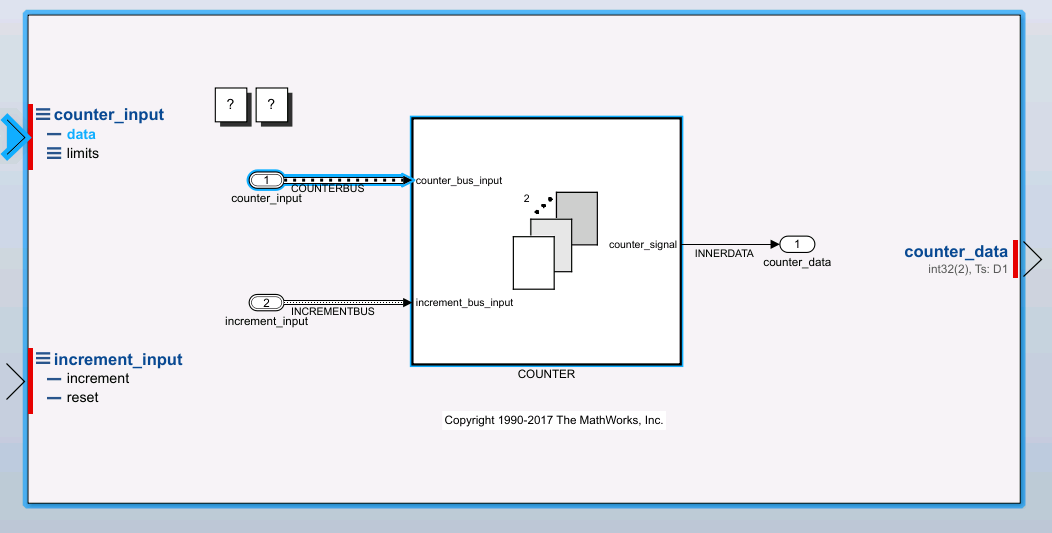 counter_input
data
limits
? ?
1
COUNTERBUS
counter_input
counter_bus_input
2
counter_signal
INNERDATA
1
counter_data
counter_data
int32(2), Ts: D1
2
INCREMENTBUS
increment_input
increment_bus_input
COUNTER
increment_input
increment
reset
Copyright 1990-2017 The MathWorks, Inc.